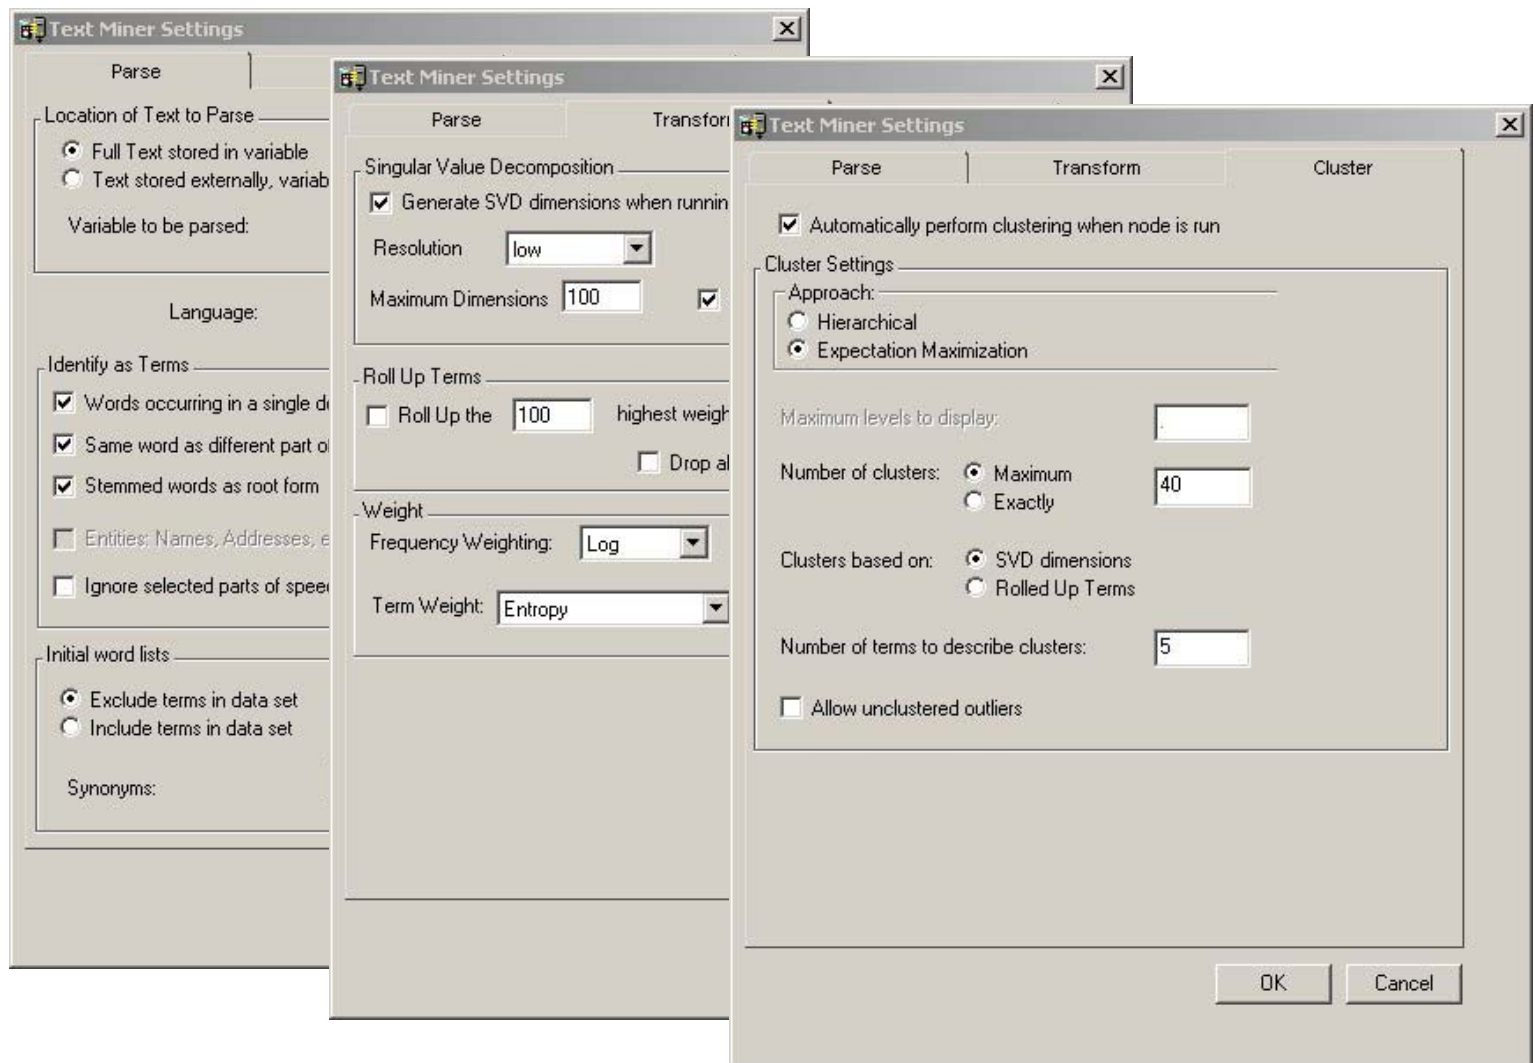 Text Miner Settings
Parse
Location of Text to Parse
Full Text stored in variable
Text stored externally,
Variable to be parsed:
Language:
Identify as Terms
Words occurring in a single
Same word as different part
Stemmed words as root form
Entities: Names, Addresses,
Ignore selected parts of
Initial word lists
Exclude terms in data set
Include terms in data set
Synonyms:
Text Miner Settings
Parse
Singular Value Decomposition
Generate SVD dimensions when
Resolution low
Maximum Dimensions 100
Roll Up Terms
Roll Up the 100 highest
Drop
Weight
Frequency Weighting: Log
Term Weight: Entropy
Text Miner Settings
Parse Transform Cluster
Automatically perform clustering when node is run
Cluster Settings
Approach:
Hierarchical
Expectation Maximization
Maximum levels to display: .
Number of clusters: Maximum 40
Exactly
Clusters based on: SVD dimensions
Rolled Up Terms
Number of terms to describe clusters: 5
Allow unclustered outliers
OK Cancel